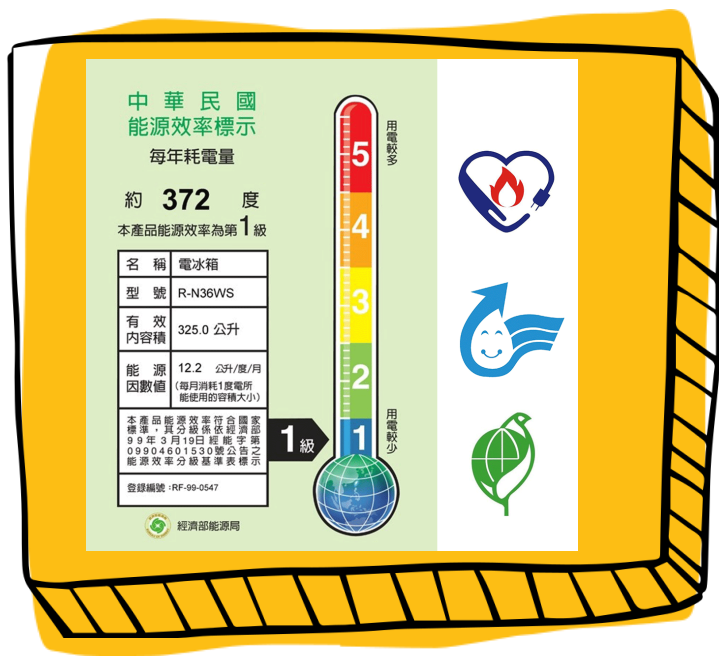 中華民國
能源效率標示
每年耗電量
約 372 度
本產品能源效率為第1級
名稱 電冰箱
型號 R-N36WS
有效
內容積 325.0 公升
能源
因數值 12.2 公升/度/月
(每月消耗1度電所
能使用的容積大小)
本產品能源效率符合國家
標準，其分級係依經濟部
99年3月19日經能字第
09904601530號公告之
能源效率分級基準表標示
登錄編號：RF-99-0547
經濟部能源局
用電較多
5
4
3
2
1
用電較少
1級